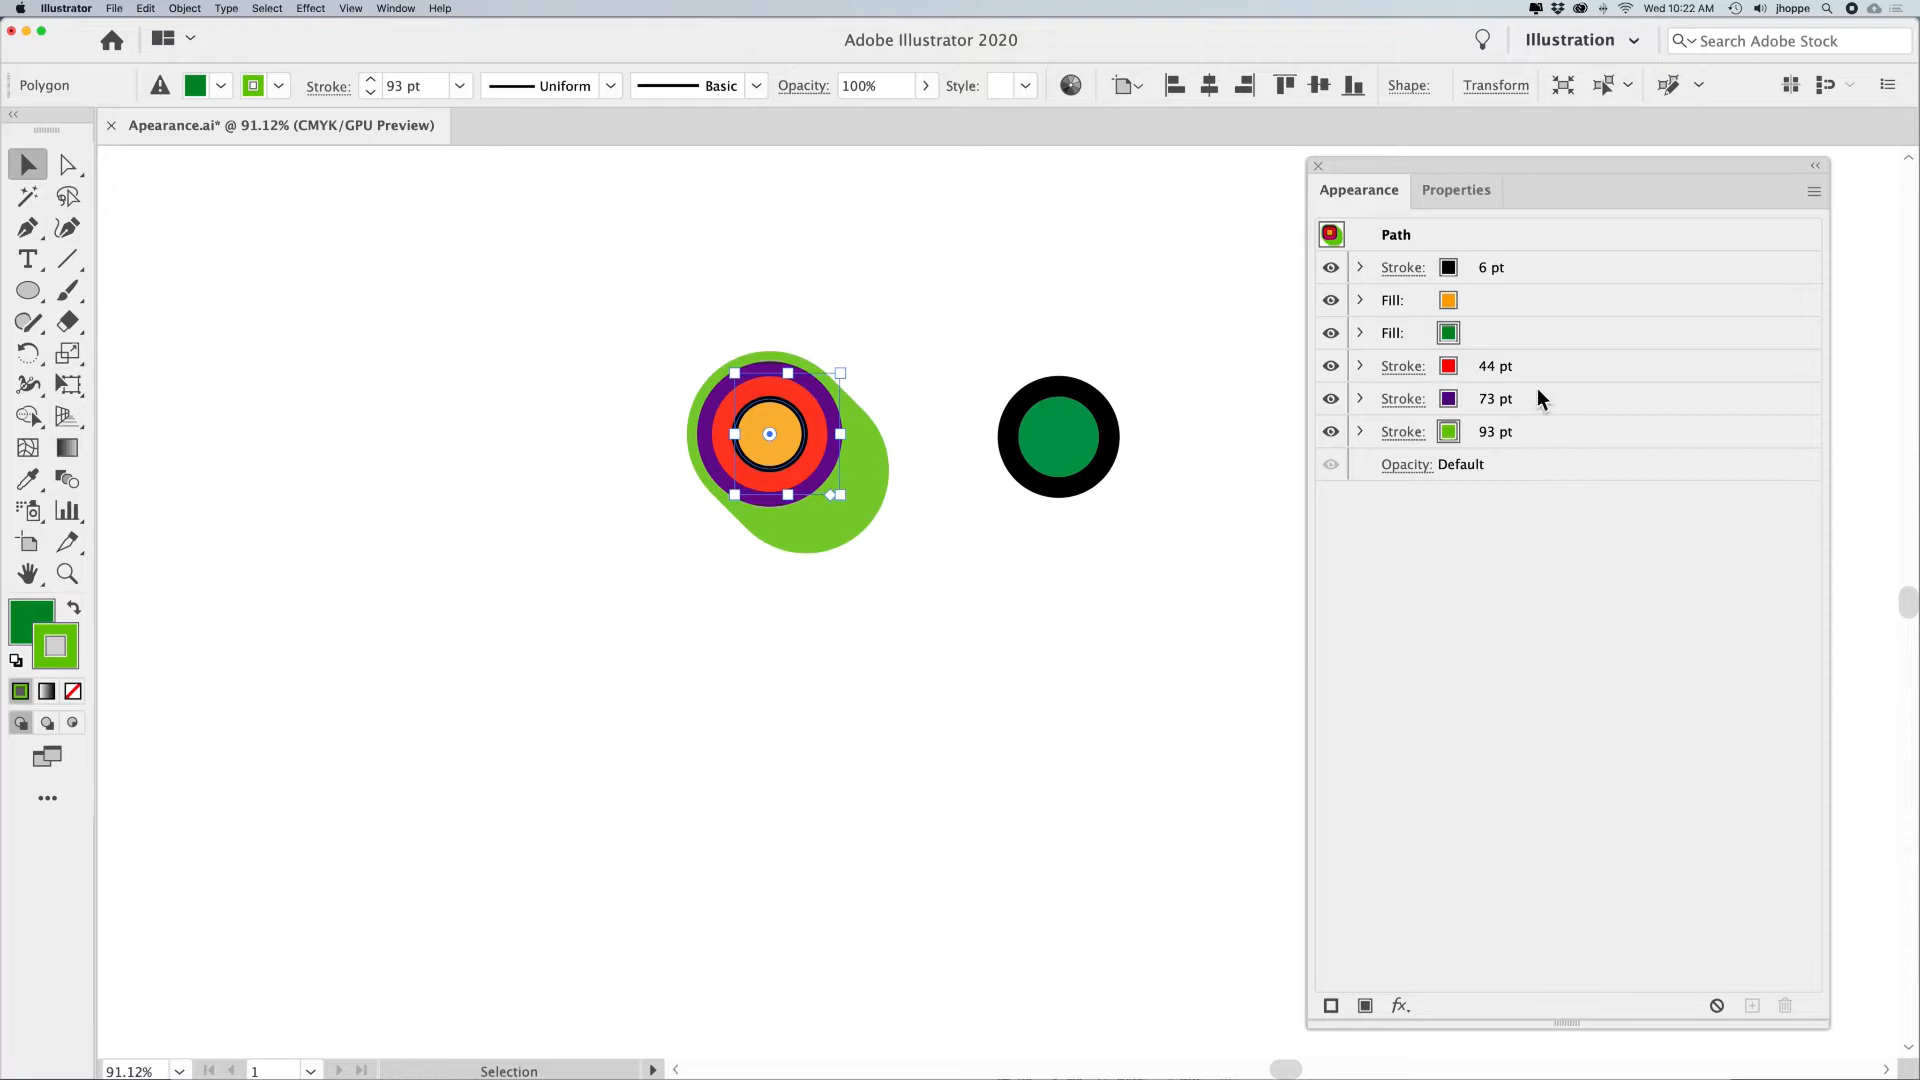 Illustrator File Edit Object Type Select Effect View Window Help Wed 10:22 AM jhoppe
Adobe Illustrator 2020 Illustration Search Adobe Stock
Polygon Stroke: 93 pt Uniform Basic Opacity: 100% Style: Shape: Transform
Apearance.ai* @ 91.12% (CMYK/GPU Preview)
Appearance Properties
Path
Stroke: 6 pt
Fill:
Fill:
Stroke: 44 pt
Stroke: 73 pt
Stroke: 93 pt
Opacity: Default
fx
91.12% 1 Selection